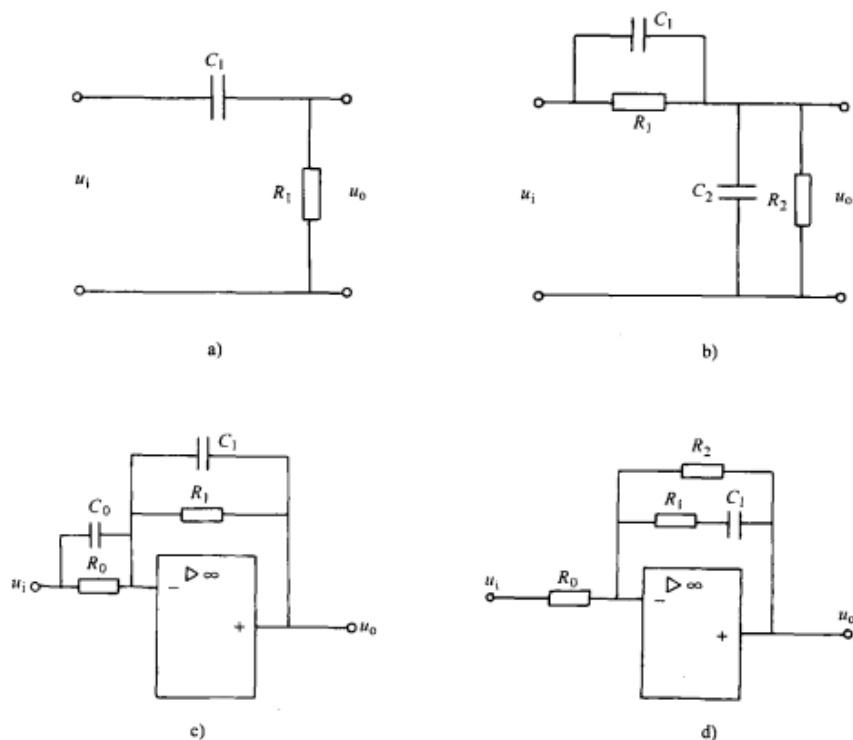 C₁
uᵢ
R₁
uₒ
a)
C₁
R₁
uᵢ
C₂
R₂
uₒ
b)
C₁
R₁
C₀
R₀
uᵢ
- ▷ ∞
+
uₒ
c)
R₂
R₁
C₁
uᵢ
R₀
- ▷ ∞
+
uₒ
d)